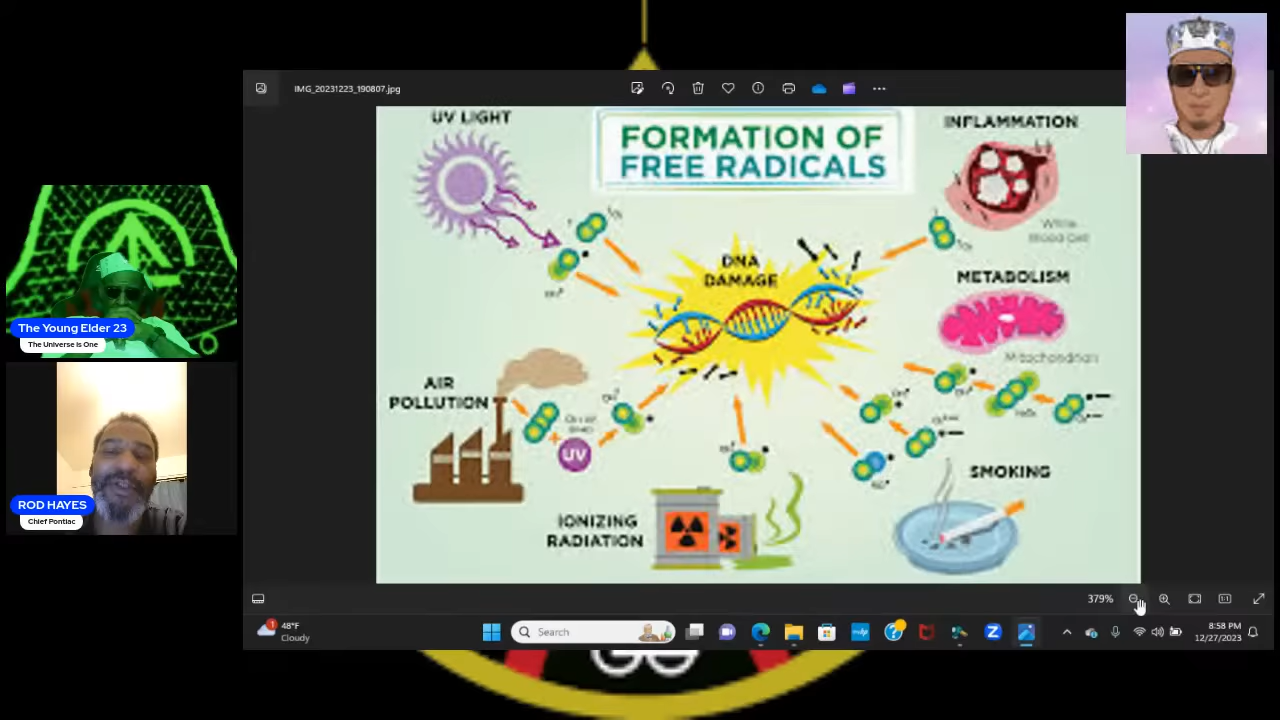 IMG_20231223_190807.jpg
UV LIGHT
FORMATION OF
FREE RADICALS
INFLAMMATION
White
Blood Cell
DNA
DAMAGE
METABOLISM
Mitochondrion
AIR
POLLUTION
UV
SMOKING
IONIZING
RADIATION
The Young Elder 23
The Universe is One
ROD HAYES
Chief Pontiac
379%
1
48°F
Cloudy
Search
8:58 PM
12/27/2023